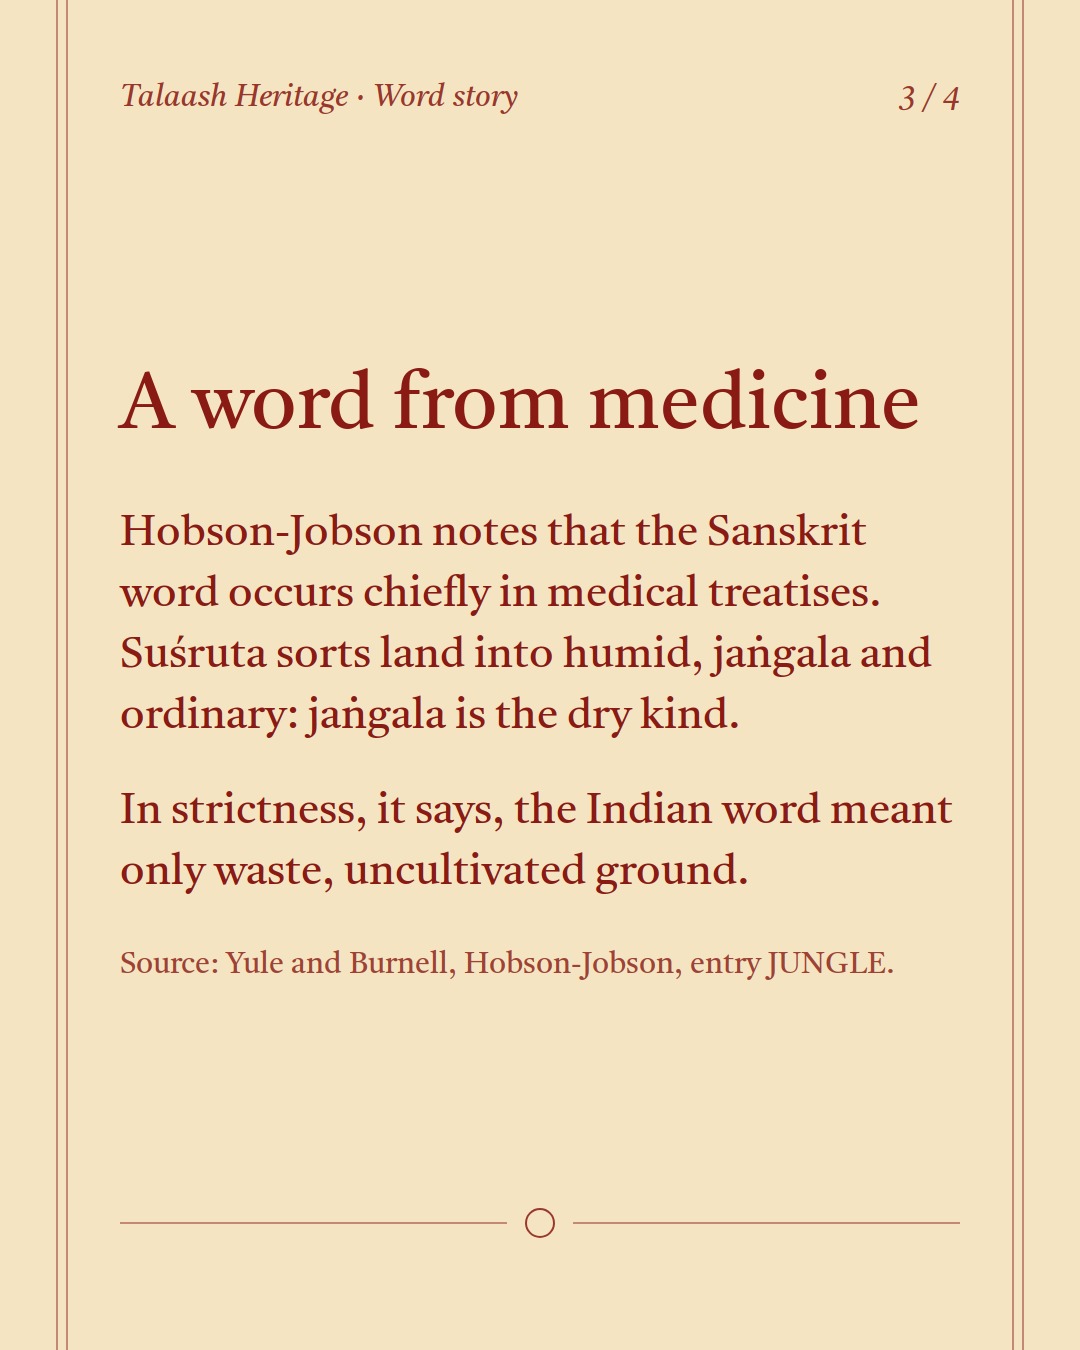 Talaash Heritage · Word story
3 / 4
A word from medicine
Hobson-Jobson notes that the Sanskrit
word occurs chiefly in medical treatises.
Suśruta sorts land into humid, jaṅgala and
ordinary: jaṅgala is the dry kind.
In strictness, it says, the Indian word meant
only waste, uncultivated ground.
Source: Yule and Burnell, Hobson-Jobson, entry JUNGLE.